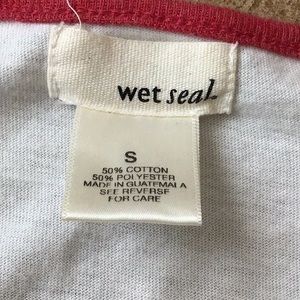 wet seal.
S
50% COTTON
50% POLYESTER
MADE IN GUATEMALA
SEE REVERSE
FOR CARE